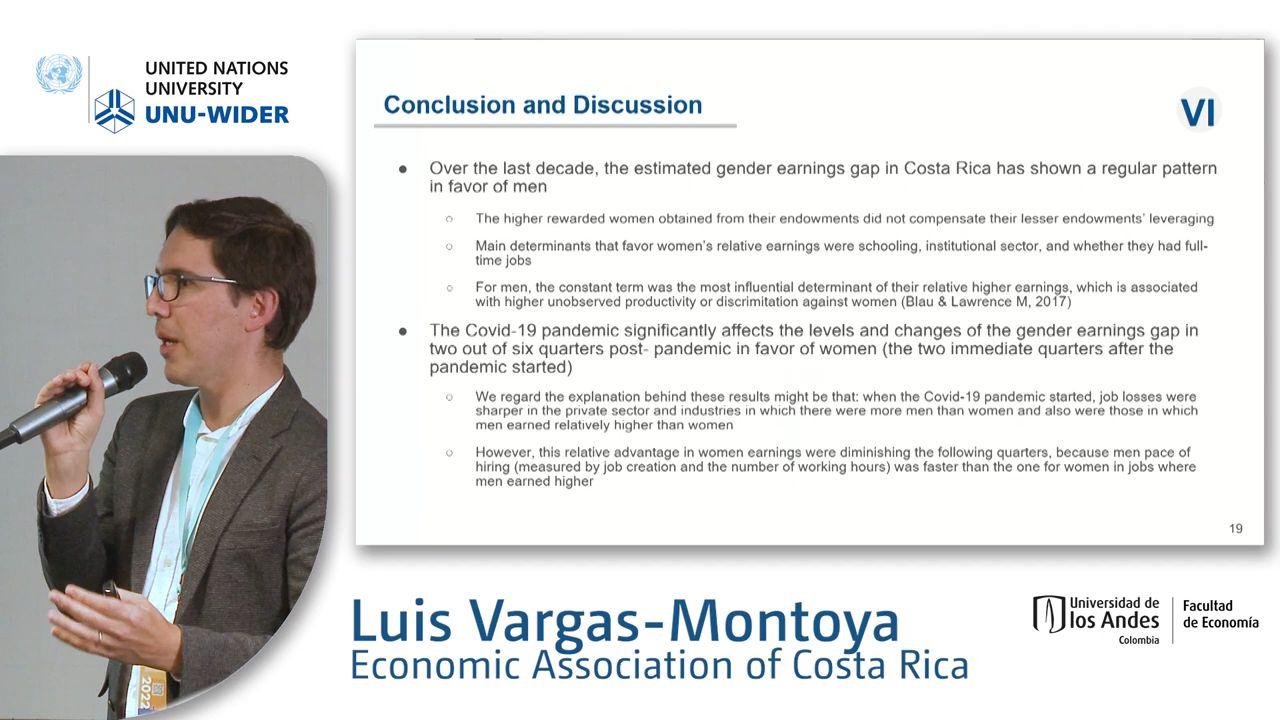 UNITED NATIONS
UNIVERSITY
UNU-WIDER
Conclusion and Discussion
VI
● Over the last decade, the estimated gender earnings gap in Costa Rica has shown a regular pattern
in favor of men
○ The higher rewarded women obtained from their endowments did not compensate their lesser endowments' leveraging
○ Main determinants that favor women's relative earnings were schooling, institutional sector, and whether they had full-
time jobs
○ For men, the constant term was the most influential determinant of their relative higher earnings, which is associated
with higher unobserved productivity or discrimitation against women (Blau & Lawrence M, 2017)
● The Covid-19 pandemic significantly affects the levels and changes of the gender earnings gap in
two out of six quarters post- pandemic in favor of women (the two immediate quarters after the
pandemic started)
○ We regard the explanation behind these results might be that: when the Covid-19 pandemic started, job losses were
sharper in the private sector and industries in which there were more men than women and also were those in which
men earned relatively higher than women
○ However, this relative advantage in women earnings were diminishing the following quarters, because men pace of
hiring (measured by job creation and the number of working hours) was faster than the one for women in jobs where
men earned higher
19
2022
Luis Vargas-Montoya
Economic Association of Costa Rica
Universidad de
los Andes
Colombia
Facultad
de Economía